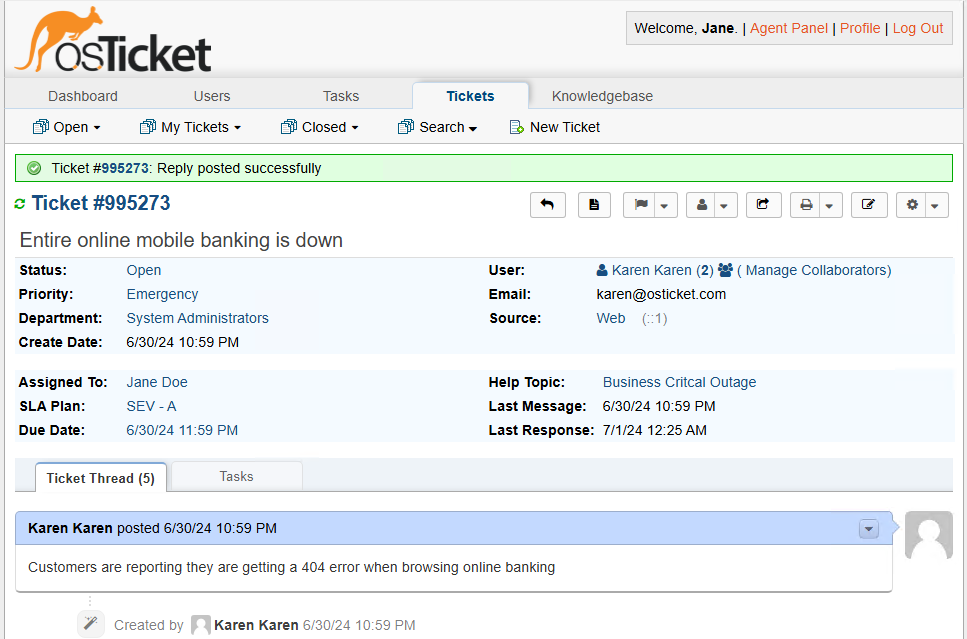 osTicket
Welcome, Jane. | Agent Panel | Profile | Log Out
Dashboard Users Tasks Tickets Knowledgebase
Open My Tickets Closed Search New Ticket
Ticket #995273: Reply posted successfully
Ticket #995273
Entire online mobile banking is down
Status: Open User: Karen Karen (2) ( Manage Collaborators)
Priority: Emergency Email: karen@osticket.com
Department: System Administrators Source: Web (::1)
Create Date: 6/30/24 10:59 PM
Assigned To: Jane Doe Help Topic: Business Critcal Outage
SLA Plan: SEV - A Last Message: 6/30/24 10:59 PM
Due Date: 6/30/24 11:59 PM Last Response: 7/1/24 12:25 AM
Ticket Thread (5) Tasks
Karen Karen posted 6/30/24 10:59 PM
Customers are reporting they are getting a 404 error when browsing online banking
Created by Karen Karen 6/30/24 10:59 PM